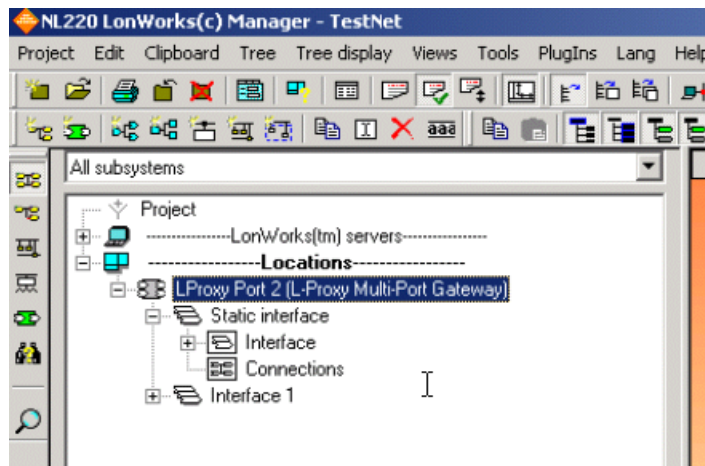 NL220 LonWorks(c) Manager - TestNet
Project Edit Clipboard Tree Tree display Views Tools PlugIns Lang Help
aaa
All subsystems
Project
----------------LonWorks(tm) servers----------------
-----------------Locations-----------------
LProxy Port 2 (L-Proxy Multi-Port Gateway)
Static interface
Interface
Connections
Interface 1